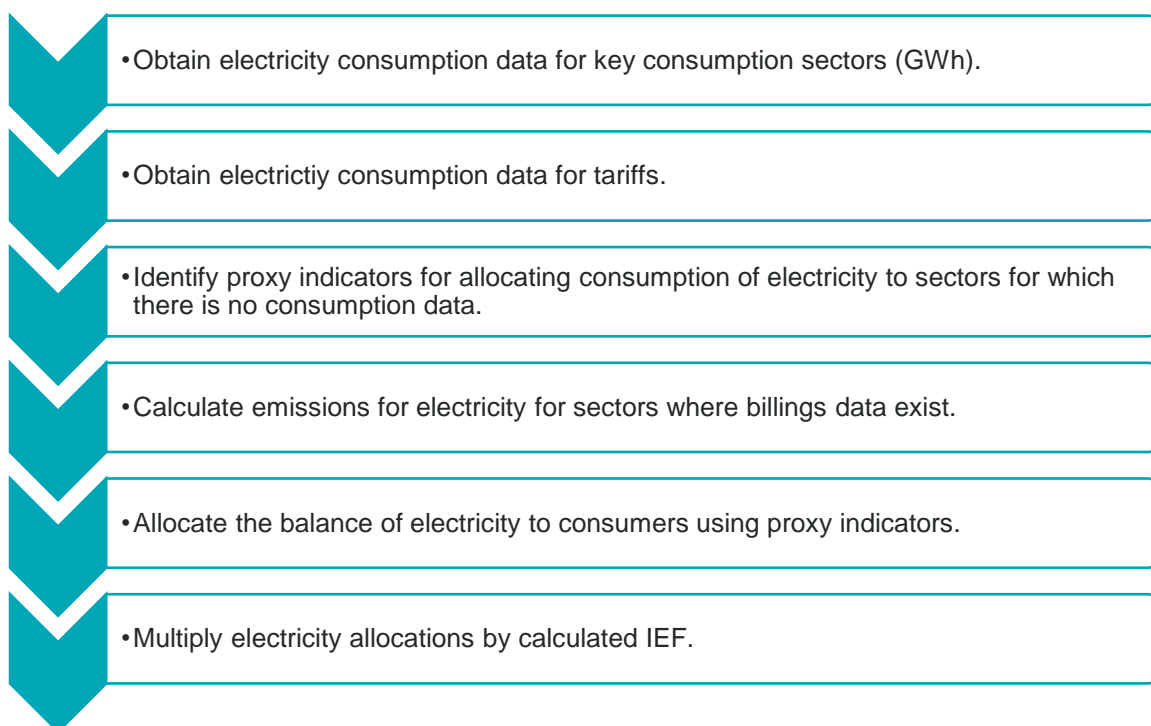 •Obtain electricity consumption data for key consumption sectors (GWh).
•Obtain electrictiy consumption data for tariffs.
•Identify proxy indicators for allocating consumption of electricity to sectors for which
there is no consumption data.
•Calculate emissions for electricity for sectors where billings data exist.
•Allocate the balance of electricity to consumers using proxy indicators.
•Multiply electricity allocations by calculated IEF.